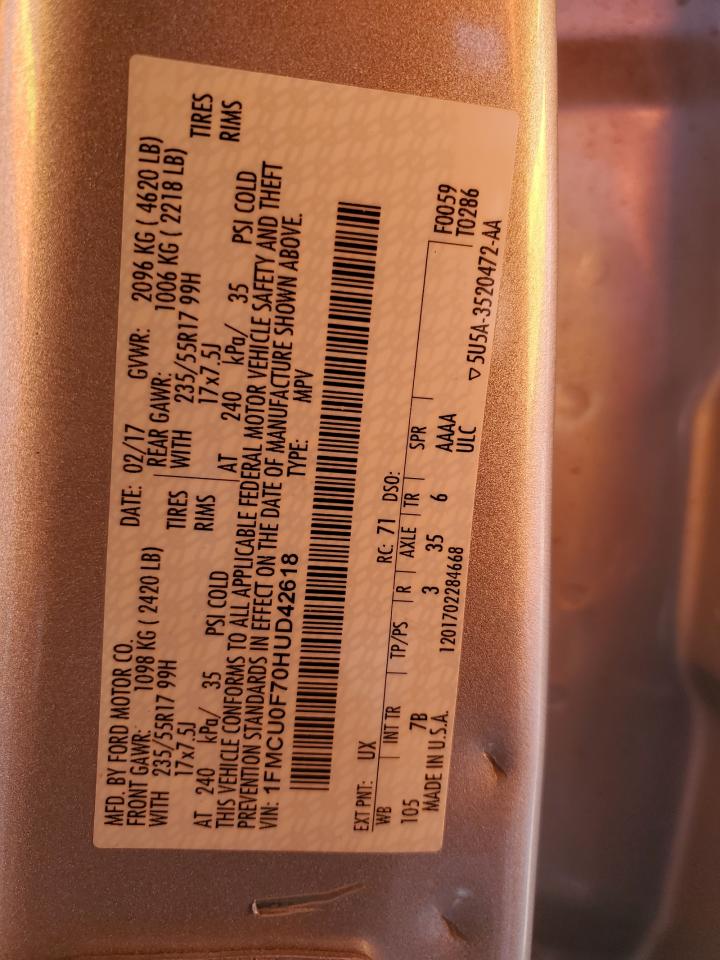 MFD. BY FORD MOTOR CO. DATE: 02/17 GVWR: 2096 KG ( 4620 LB)
FRONT GAWR: 1098 KG ( 2420 LB) REAR GAWR: 1006 KG ( 2218 LB)
WITH 235/55R17 99H TIRES WITH 235/55R17 99H TIRES
17x7.5J RIMS 17x7.5J RIMS
AT 240 kPa/ 35 PSI COLD AT 240 kPa/ 35 PSI COLD
THIS VEHICLE CONFORMS TO ALL APPLICABLE FEDERAL MOTOR VEHICLE SAFETY AND THEFT
PREVENTION STANDARDS IN EFFECT ON THE DATE OF MANUFACTURE SHOWN ABOVE.
VIN: 1FMCU0F70HUD42618 TYPE: MPV
EXT PNT: UX RC: 71 DSO: F0059
WB INT TR TP/PS R AXLE TR SPR T0286
105 7B 3 35 6 AAAA
MADE IN U.S.A. 1201702284668 ULC ▽5U5A-3520472-AA